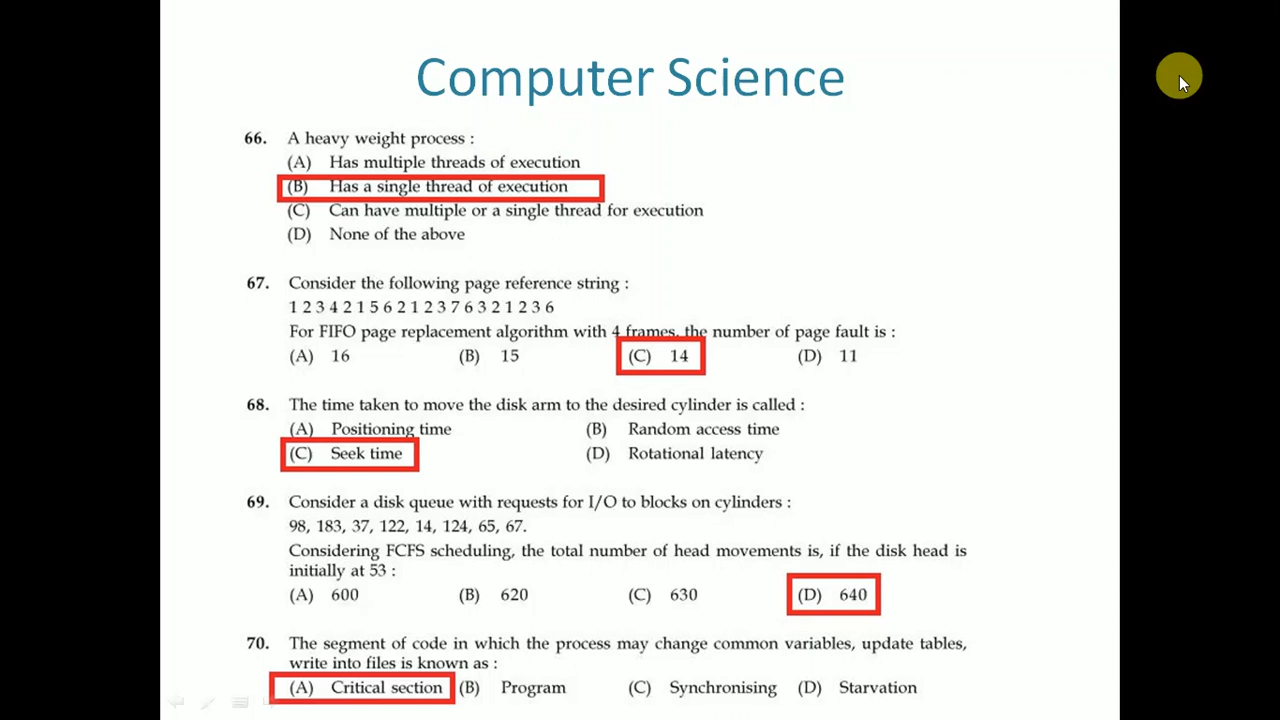 Computer Science
66. A heavy weight process :
(A) Has multiple threads of execution
(B) Has a single thread of execution
(C) Can have multiple or a single thread for execution
(D) None of the above
67. Consider the following page reference string :
1 2 3 4 2 1 5 6 2 1 2 3 7 6 3 2 1 2 3 6
For FIFO page replacement algorithm with 4 frames, the number of page fault is :
(A) 16 (B) 15 (C) 14 (D) 11
68. The time taken to move the disk arm to the desired cylinder is called :
(A) Positioning time (B) Random access time
(C) Seek time (D) Rotational latency
69. Consider a disk queue with requests for I/O to blocks on cylinders :
98, 183, 37, 122, 14, 124, 65, 67.
Considering FCFS scheduling, the total number of head movements is, if the disk head is
initially at 53 :
(A) 600 (B) 620 (C) 630 (D) 640
70. The segment of code in which the process may change common variables, update tables,
write into files is known as :
(A) Critical section (B) Program (C) Synchronising (D) Starvation